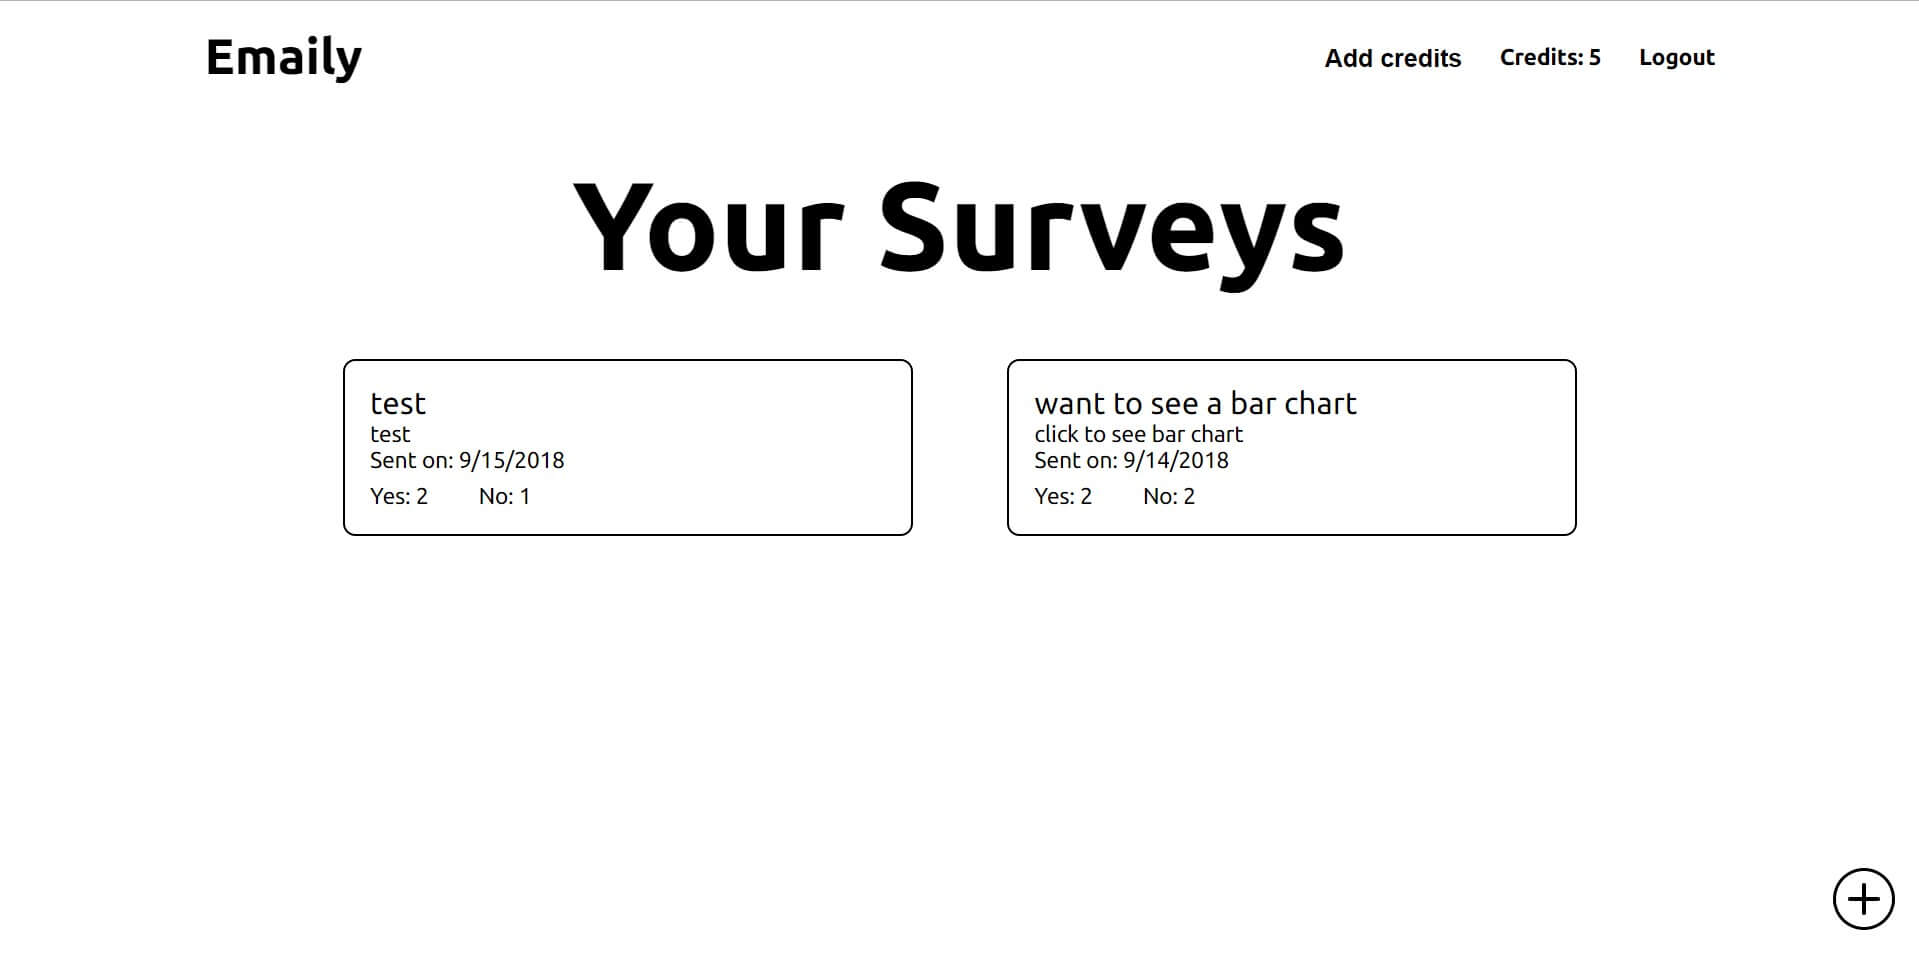 Emaily
Add credits Credits: 5 Logout
Your Surveys
test
test
Sent on: 9/15/2018
Yes: 2 No: 1
want to see a bar chart
click to see bar chart
Sent on: 9/14/2018
Yes: 2 No: 2